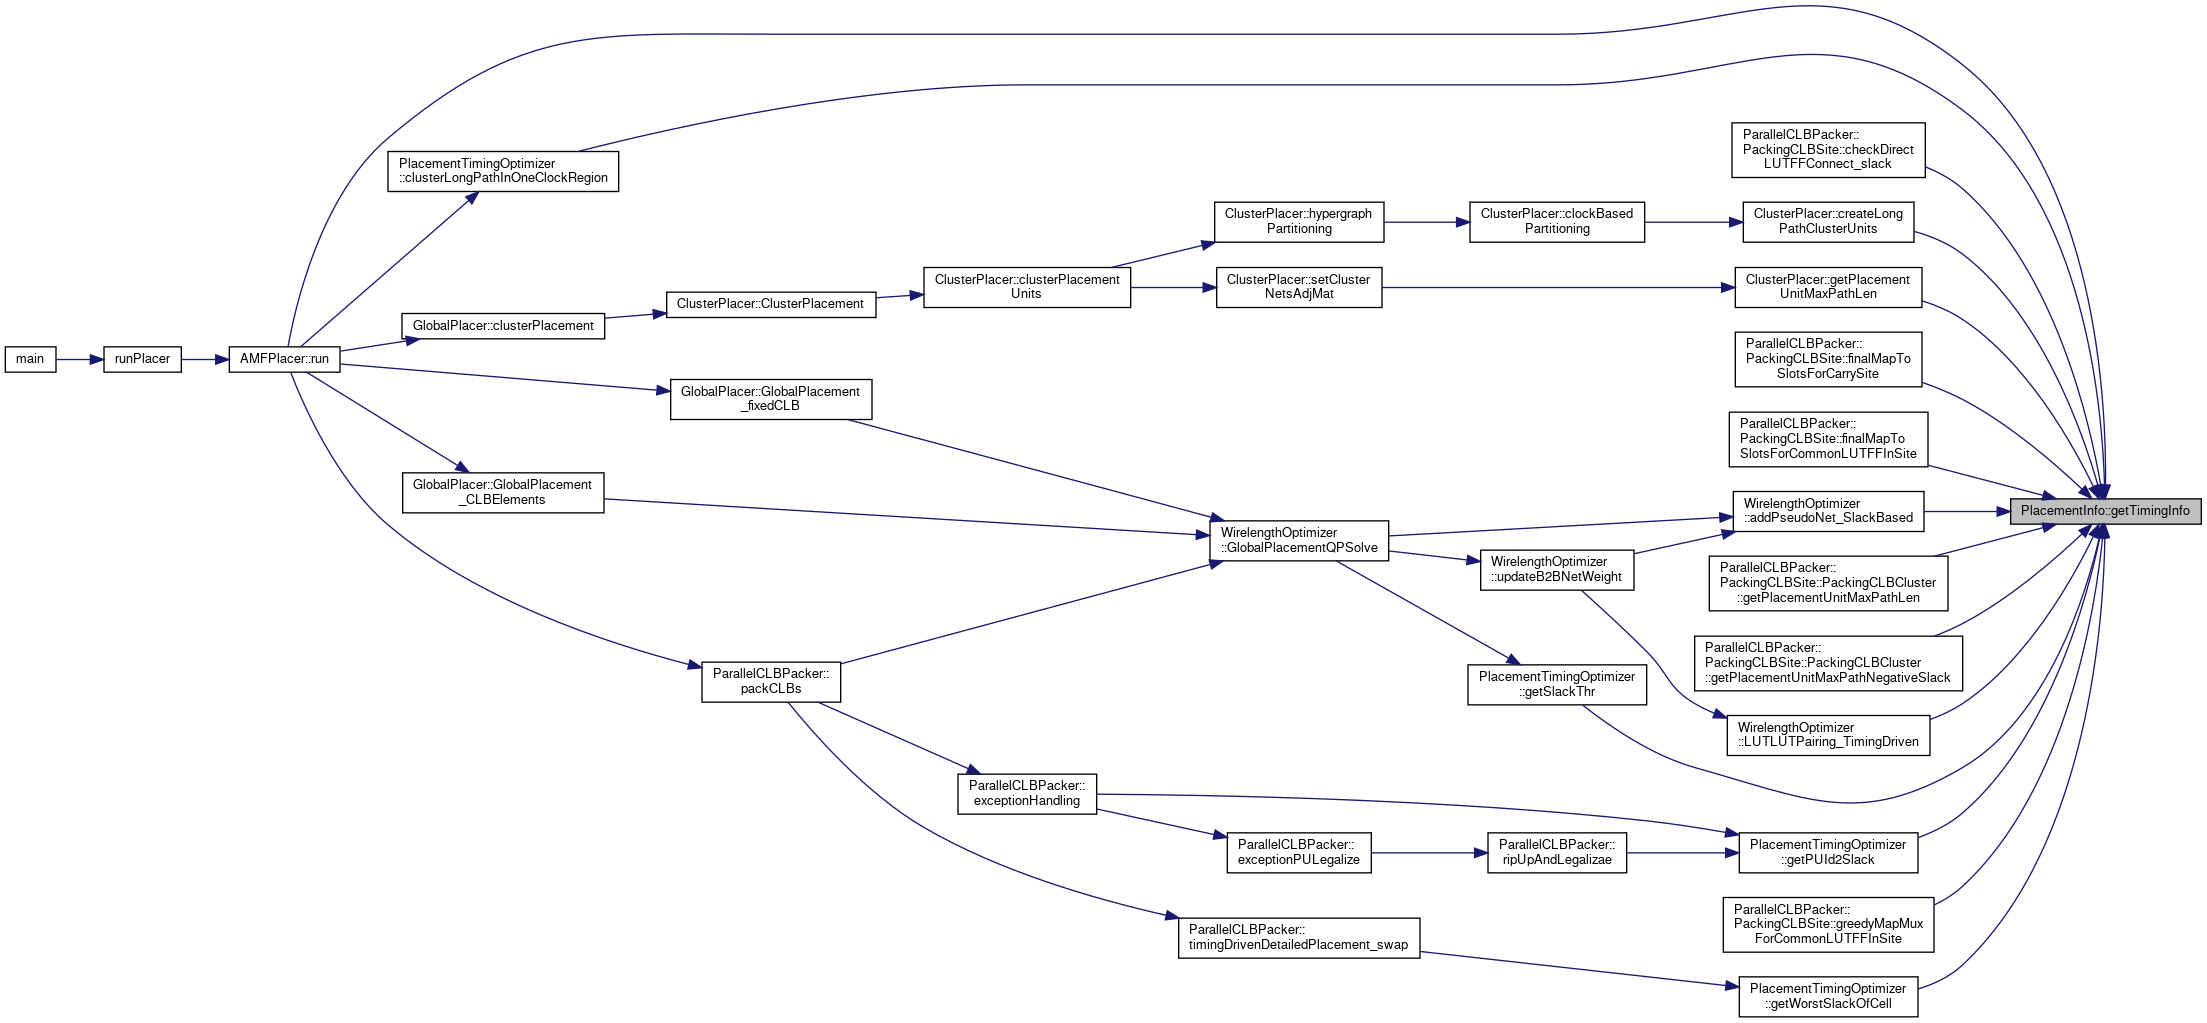 main
runPlacer
AMFPlacer::run
PlacementTimingOptimizer
::clusterLongPathInOneClockRegion
GlobalPlacer::clusterPlacement
GlobalPlacer::GlobalPlacement
_CLBElements
ClusterPlacer::ClusterPlacement
GlobalPlacer::GlobalPlacement
_fixedCLB
ParallelCLBPacker::
packCLBs
ClusterPlacer::clusterPlacement
Units
ParallelCLBPacker::
exceptionHandling
ClusterPlacer::hypergraph
Partitioning
ClusterPlacer::setCluster
NetsAdjMat
WirelengthOptimizer
::GlobalPlacementQPSolve
ParallelCLBPacker::
exceptionPULegalize
ParallelCLBPacker::
timingDrivenDetailedPlacement_swap
ClusterPlacer::clockBased
Partitioning
WirelengthOptimizer
::updateB2BNetWeight
PlacementTimingOptimizer
::getSlackThr
ParallelCLBPacker::
ripUpAndLegalizae
ParallelCLBPacker::
PackingCLBSite::checkDirect
LUTFFConnect_slack
ClusterPlacer::createLong
PathClusterUnits
ClusterPlacer::getPlacement
UnitMaxPathLen
ParallelCLBPacker::
PackingCLBSite::finalMapTo
SlotsForCarrySite
ParallelCLBPacker::
PackingCLBSite::finalMapTo
SlotsForCommonLUTFFInSite
WirelengthOptimizer
::addPseudoNet_SlackBased
ParallelCLBPacker::
PackingCLBSite::PackingCLBCluster
::getPlacementUnitMaxPathLen
ParallelCLBPacker::
PackingCLBSite::PackingCLBCluster
::getPlacementUnitMaxPathNegativeSlack
WirelengthOptimizer
::LUTLUTPairing_TimingDriven
PlacementTimingOptimizer
::getPUId2Slack
ParallelCLBPacker::
PackingCLBSite::greedyMapMux
ForCommonLUTFFInSite
PlacementTimingOptimizer
::getWorstSlackOfCell
PlacementInfo::getTimingInfo